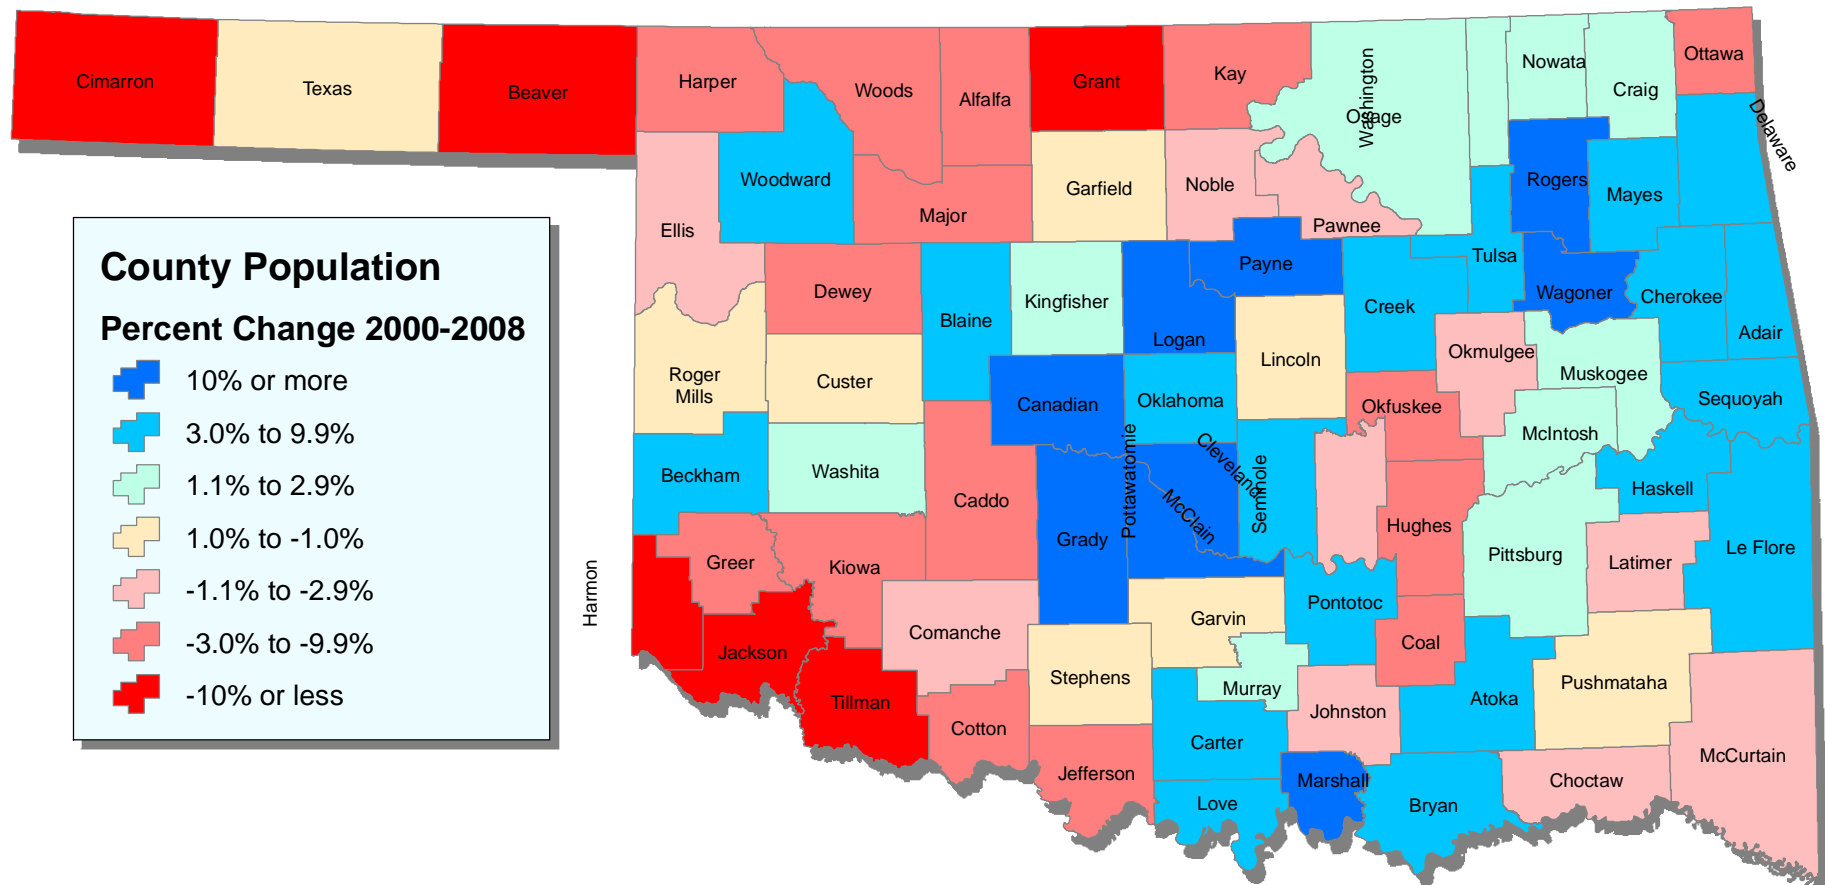 Cimarron
Texas
Beaver
Harper
Woods
Alfalfa
Grant
Kay
Washington
Osage
Nowata
Craig
Ottawa
Delaware
Woodward
Ellis
Major
Garfield
Noble
Pawnee
Rogers
Mayes
County Population
Percent Change 2000-2008
10% or more
3.0% to 9.9%
1.1% to 2.9%
1.0% to -1.0%
-1.1% to -2.9%
-3.0% to -9.9%
-10% or less
Dewey
Blaine
Kingfisher
Logan
Payne
Creek
Tulsa
Wagoner
Cherokee
Adair
Roger
Mills
Custer
Canadian
Oklahoma
Lincoln
Okmulgee
Okfuskee
Muskogee
McIntosh
Sequoyah
Beckham
Washita
Caddo
Grady
Pottawatomie
McClain
Cleveland
Seminole
Hughes
Pittsburg
Haskell
Latimer
Le Flore
Harmon
Greer
Kiowa
Jackson
Tillman
Comanche
Cotton
Stephens
Jefferson
Garvin
Murray
Pontotoc
Coal
Johnston
Carter
Love
Marshall
Atoka
Bryan
Pushmataha
Choctaw
McCurtain